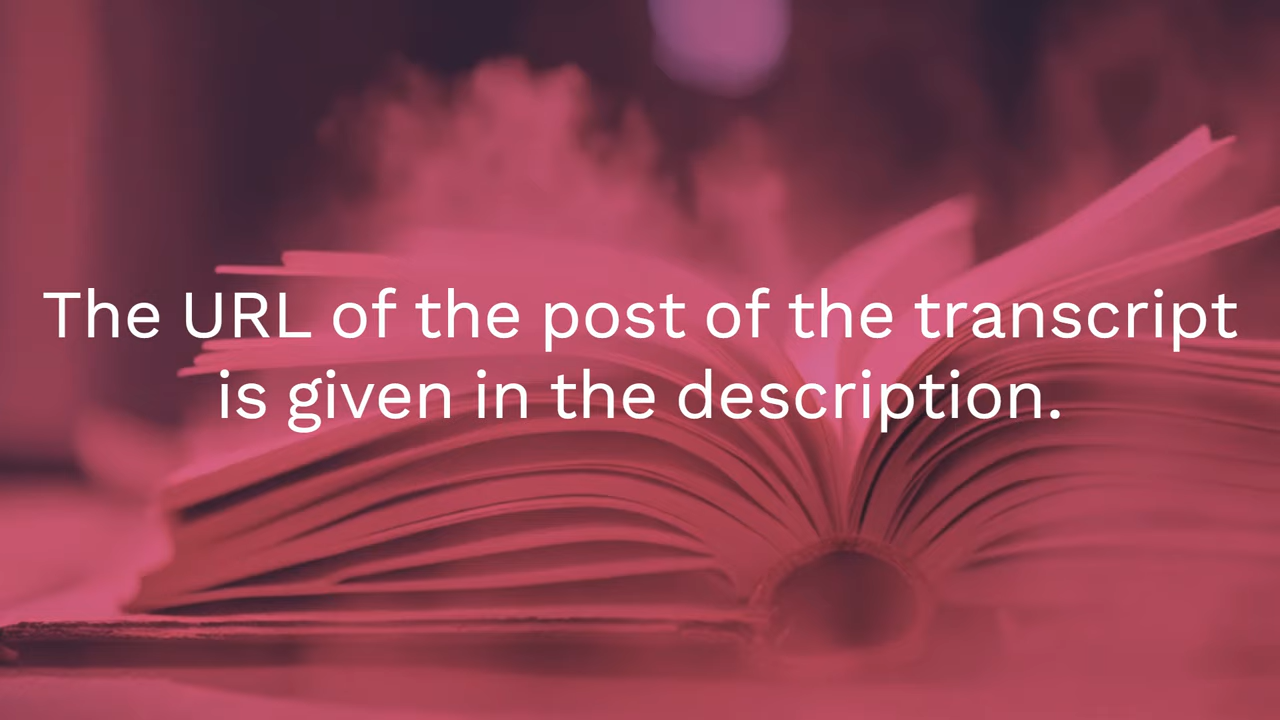 The URL of the post of the transcript
is given in the description.